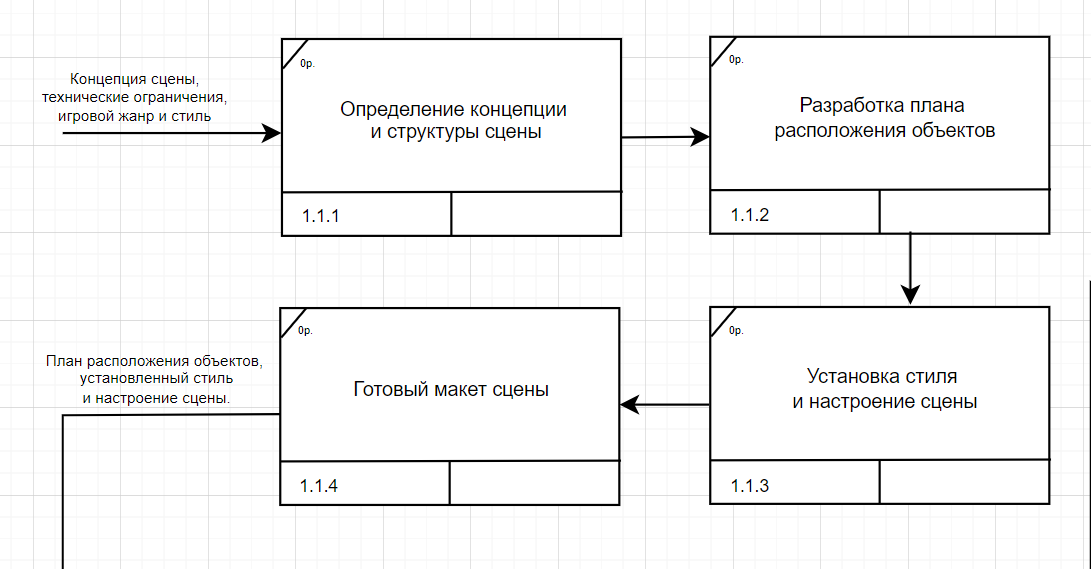 Концепция сцены,
технические ограничения,
игровой жанр и стиль
0р.
Определение концепции
и структуры сцены
1.1.1
0р.
Разработка плана
расположения объектов
1.1.2
План расположения объектов,
установленный стиль
и настроение сцены.
0р.
Готовый макет сцены
1.1.4
0р.
Установка стиля
и настроение сцены
1.1.3